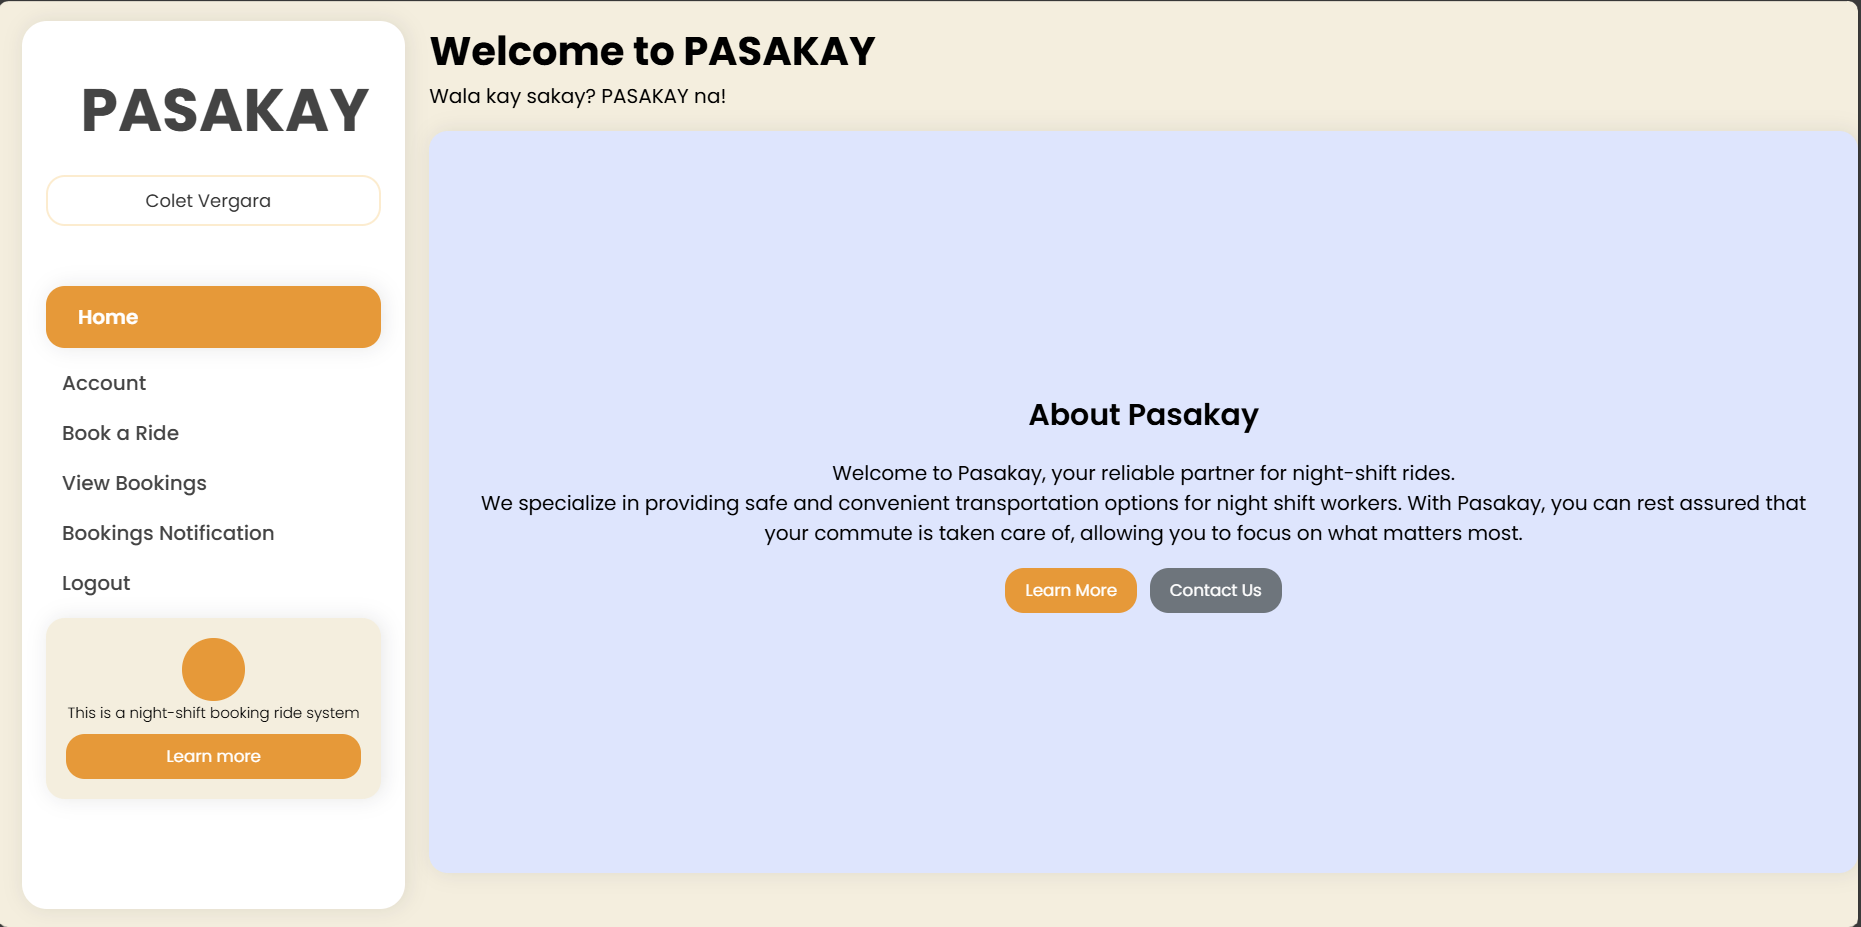 PASAKAY
Colet Vergara
Home
Account
Book a Ride
View Bookings
Bookings Notification
Logout
This is a night-shift booking ride system
Learn more
Welcome to PASAKAY
Wala kay sakay? PASAKAY na!
About Pasakay
Welcome to Pasakay, your reliable partner for night-shift rides.
We specialize in providing safe and convenient transportation options for night shift workers. With Pasakay, you can rest assured that
your commute is taken care of, allowing you to focus on what matters most.
Learn More
Contact Us